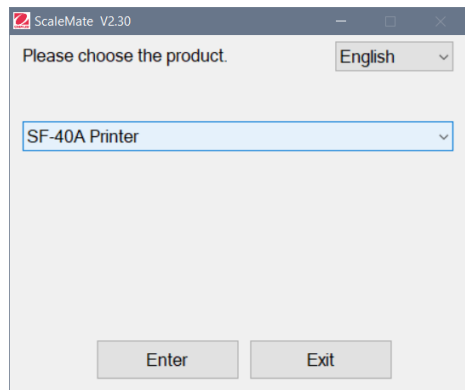 ScaleMate V2.30
Please choose the product.
English
SF-40A Printer
Enter
Exit